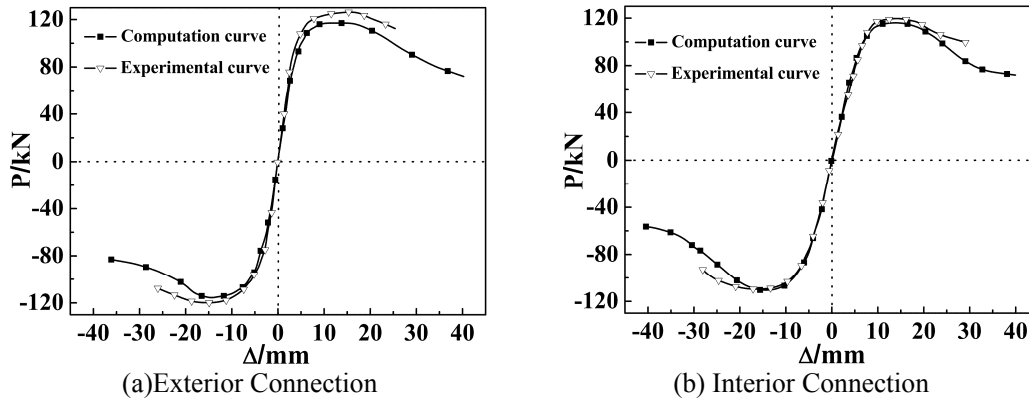 P/kN
120
80
40
0
-40
-80
-120
Computation curve
Experimental curve
-40 -30 -20 -10 0 10 20 30 40
Δ/mm
(a)Exterior Connection
P/kN
120
80
40
0
-40
-80
-120
Computation curve
Experimental curve
-40 -30 -20 -10 0 10 20 30 40
Δ/mm
(b) Interior Connection